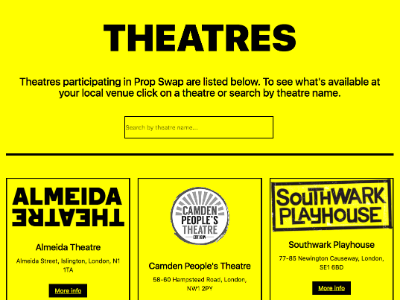 THEATRES
Theatres participating in Prop Swap are listed below. To see what's available at
your local venue click on a theatre or search by theatre name.
Search by theatre name...
ALMEIDA
THEATRE
Almeida Theatre
Almeida Street, Islington, London, N1
1TA
More info
CAMDEN
PEOPLE'S
THEATRE
EST 1994
Camden People's Theatre
58-60 Hampstead Road, London,
NW1 2PY
More info
SOUTHWARK
PLAYHOUSE
Southwark Playhouse
77-85 Newington Causeway, London,
SE1 6BD
More info